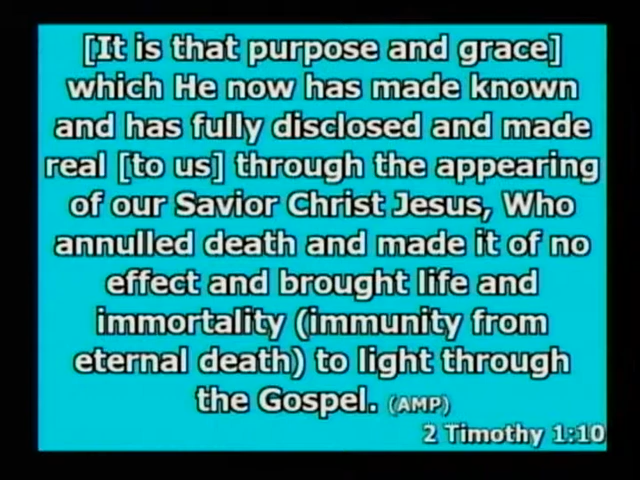 [It is that purpose and grace]
which He now has made known
and has fully disclosed and made
real [to us] through the appearing
of our Savior Christ Jesus, Who
annulled death and made it of no
effect and brought life and
immortality (immunity from
eternal death) to light through
the Gospel. (AMP)
2 Timothy 1:10